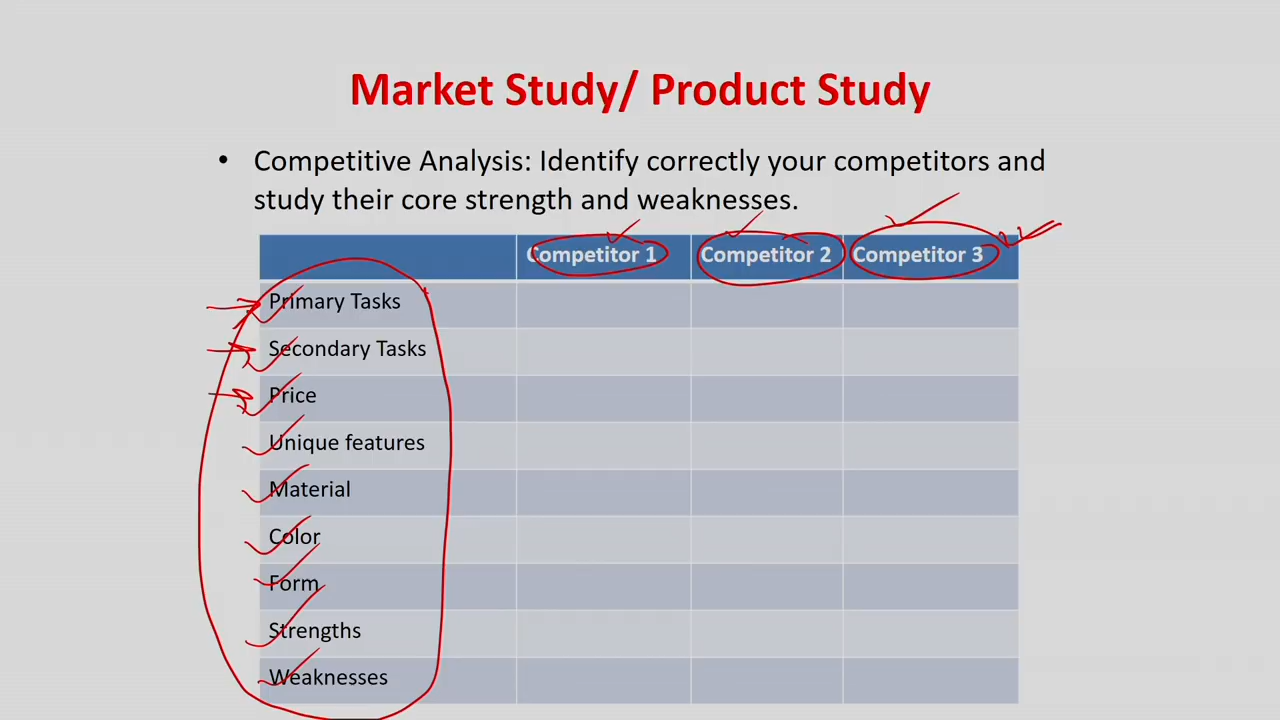 Market Study/ Product Study
• Competitive Analysis: Identify correctly your competitors and
study their core strength and weaknesses.
Competitor 1 Competitor 2 Competitor 3
Primary Tasks
Secondary Tasks
Price
Unique features
Material
Color
Form
Strengths
Weaknesses